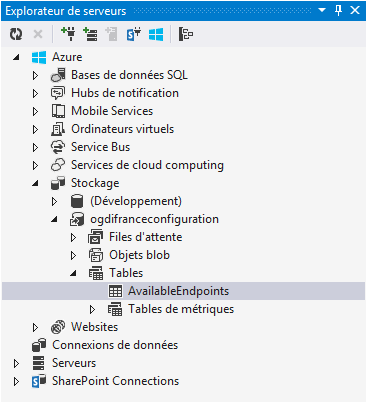 Explorateur de serveurs
Azure
Bases de données SQL
Hubs de notification
Mobile Services
Ordinateurs virtuels
Service Bus
Services de cloud computing
Stockage
(Développement)
ogdifranceconfiguration
Files d'attente
Objets blob
Tables
AvailableEndpoints
Tables de métriques
Websites
Connexions de données
Serveurs
SharePoint Connections